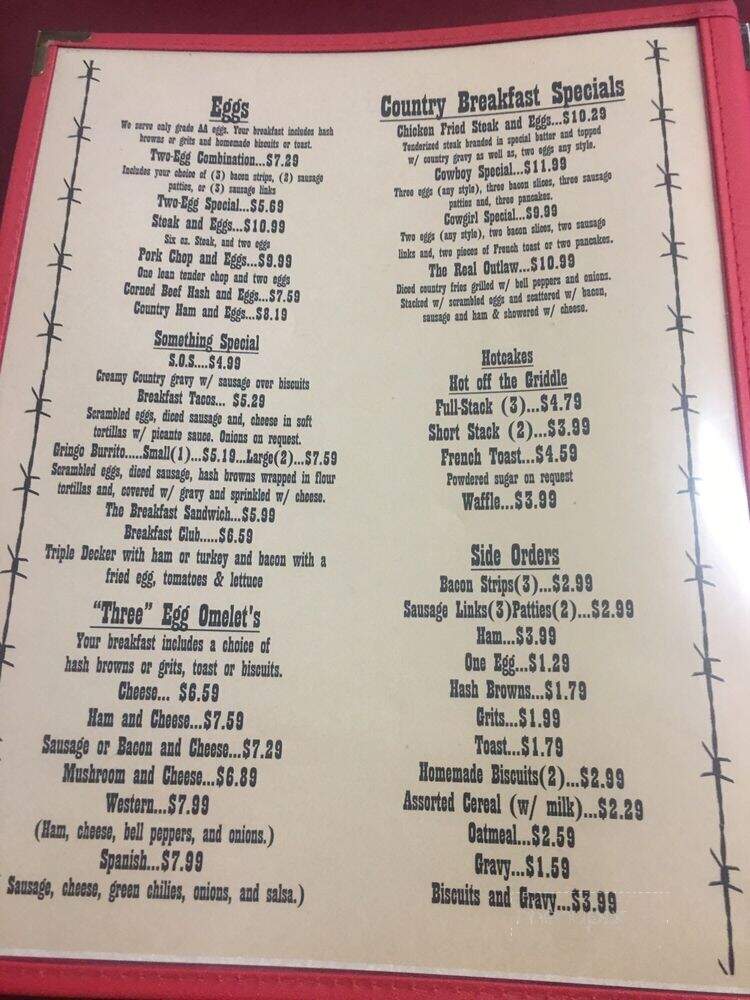 Eggs
We serve only grade AA eggs. Your breakfast includes hash
browns or grits and homemade biscuits or toast.
Two-Egg Combination...$7.29
Includes your choice of (3) bacon strips, (2) sausage
patties, or (3) sausage links
Two-Egg Special...$5.69
Steak and Eggs...$10.99
Six oz. Steak, and two eggs
Pork Chop and Eggs...$9.99
One lean tender chop and two eggs
Corned Beef Hash and Eggs...$7.59
Country Ham and Eggs...$8.19
Something Special
S.O.S....$4.99
Creamy Country gravy w/ sausage over biscuits
Breakfast Tacos... $5.29
Scrambled eggs, diced sausage and, cheese in soft
tortillas w/ picante sauce. Onions on request.
Gringo Burrito.....Small(1)...$5.19...Large(2)...$7.59
Scrambled eggs, diced sausage, hash browns wrapped in flour
tortillas and, covered w/ gravy and sprinkled w/ cheese.
The Breakfast Sandwich...$5.99
Breakfast Club.....$6.59
Triple Decker with ham or turkey and bacon with a
fried egg, tomatoes & lettuce
"Three" Egg Omelet's
Your breakfast includes a choice of
hash browns or grits, toast or biscuits.
Cheese... $6.59
Ham and Cheese...$7.59
Sausage or Bacon and Cheese...$7.29
Mushroom and Cheese...$6.89
Western...$7.99
(Ham, cheese, bell peppers, and onions.)
Spanish...$7.99
Sausage, cheese, green chilies, onions, and salsa.)
Country Breakfast Specials
Chicken Fried Steak and Eggs...$10.29
Tenderized steak breaded in special batter and topped
w/ country gravy as well as, two eggs any style.
Cowboy Special...$11.99
Three eggs (any style), three bacon slices, three sausage
patties and, three pancakes.
Cowgirl Special...$9.99
Two eggs (any style), two bacon slices, two sausage
links and, two pieces of French toast or two pancakes.
The Real Outlaw...$10.99
Diced country fries grilled w/ bell peppers and onions.
Stacked w/ scrambled eggs and scattered w/ bacon,
sausage and ham & showered w/ cheese.
Hotcakes
Hot off the Griddle
Full-Stack (3)...$4.79
Short Stack (2)...$3.99
French Toast...$4.59
Powdered sugar on request
Waffle...$3.99
Side Orders
Bacon Strips(3)...$2.99
Sausage Links(3)Patties(2)...$2.99
Ham...$3.99
One Egg...$1.29
Hash Browns...$1.79
Grits...$1.99
Toast...$1.79
Homemade Biscuits(2)...$2.99
Assorted Cereal (w/ milk)...$2.29
Oatmeal...$2.59
Gravy...$1.59
Biscuits and Gravy...$3.99